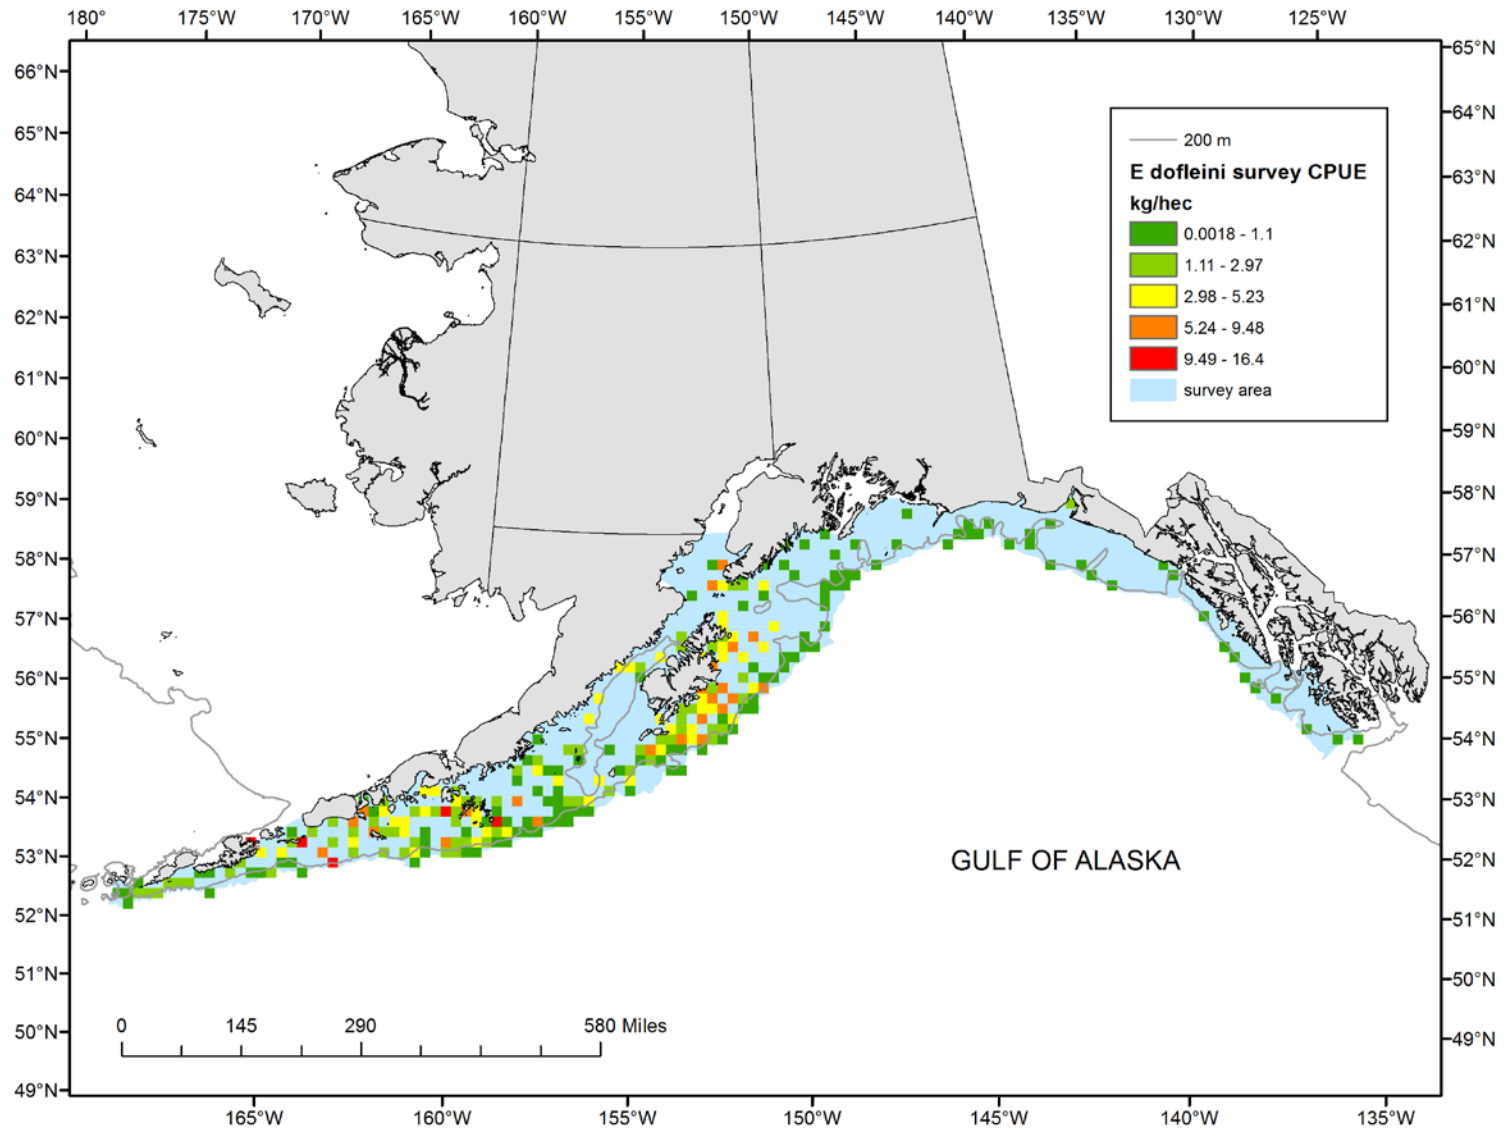 180° 175°W 170°W 165°W 160°W 155°W 150°W 145°W 140°W 135°W 130°W 125°W
66°N
65°N
64°N
63°N
62°N
61°N
60°N
59°N
58°N
57°N
56°N
55°N
54°N
53°N
52°N
51°N
50°N
49°N
65°N
64°N
63°N
62°N
61°N
60°N
59°N
58°N
57°N
56°N
55°N
54°N
53°N
52°N
51°N
50°N
49°N
200 m
E dofleini survey CPUE
kg/hec
0.0018 - 1.1
1.11 - 2.97
2.98 - 5.23
5.24 - 9.48
9.49 - 16.4
survey area
GULF OF ALASKA
0 145 290 580 Miles
165°W 160°W 155°W 150°W 145°W 140°W 135°W